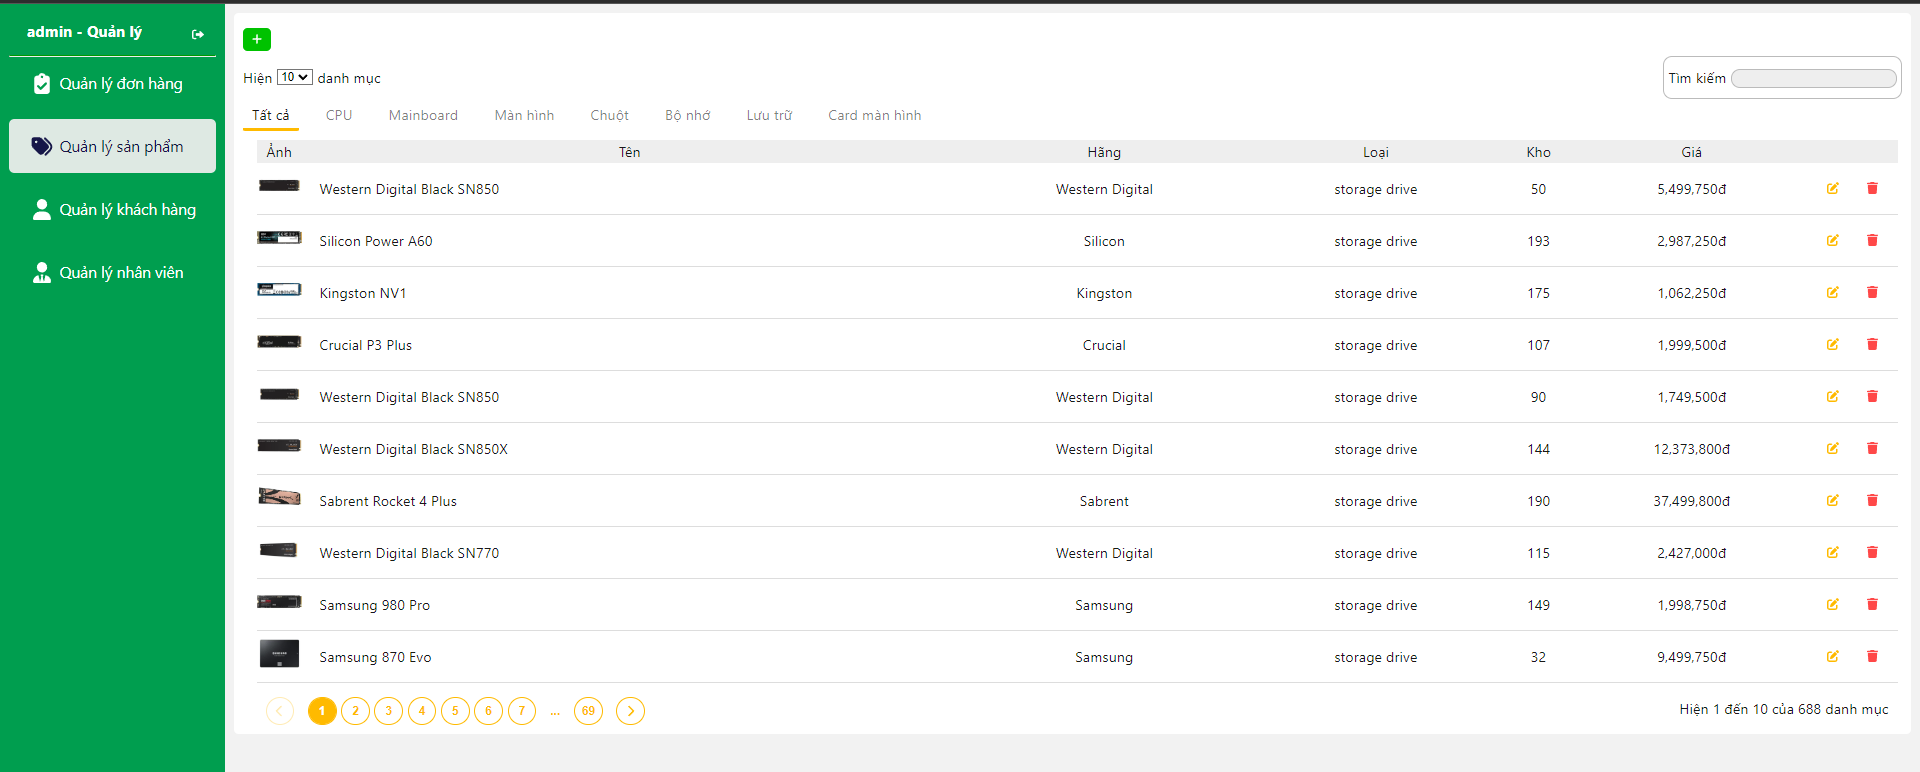 admin - Quản lý
Quản lý đơn hàng
Quản lý sản phẩm
Quản lý khách hàng
Quản lý nhân viên
+
Hiện 10 danh mục
Tìm kiếm
Tất cả CPU Mainboard Màn hình Chuột Bộ nhớ Lưu trữ Card màn hình
Ảnh Tên Hãng Loại Kho Giá
Western Digital Black SN850 Western Digital storage drive 50 5,499,750đ
Silicon Power A60 Silicon storage drive 193 2,987,250đ
Kingston NV1 Kingston storage drive 175 1,062,250đ
Crucial P3 Plus Crucial storage drive 107 1,999,500đ
Western Digital Black SN850 Western Digital storage drive 90 1,749,500đ
Western Digital Black SN850X Western Digital storage drive 144 12,373,800đ
Sabrent Rocket 4 Plus Sabrent storage drive 190 37,499,800đ
Western Digital Black SN770 Western Digital storage drive 115 2,427,000đ
Samsung 980 Pro Samsung storage drive 149 1,998,750đ
Samsung 870 Evo Samsung storage drive 32 9,499,750đ
1 2 3 4 5 6 7 ... 69
Hiện 1 đến 10 của 688 danh mục